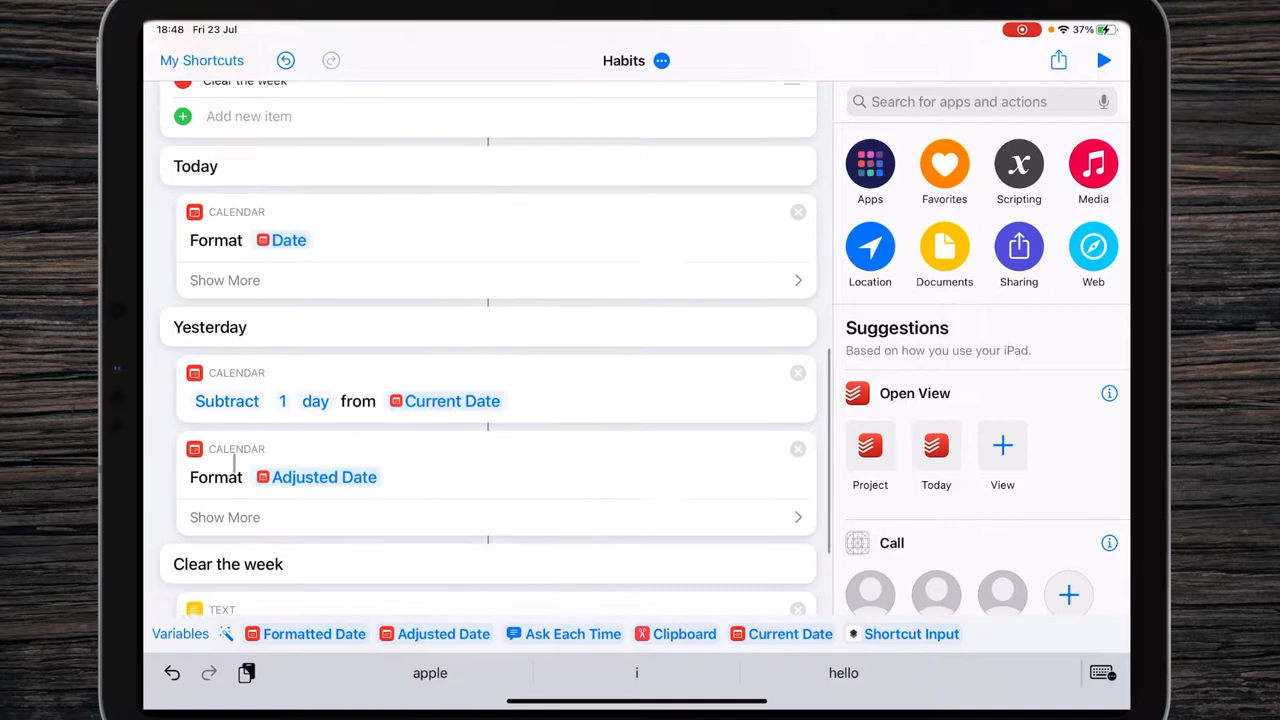 18:48 Fri 23 Jul
37%
My Shortcuts
Habits
Clear the week
Add new item
Today
CALENDAR
Format Date
Show More
Yesterday
CALENDAR
Subtract 1 day from Current Date
CALENDAR
Format Adjusted Date
Show More
Clear the week
TEXT
Search for apps and actions
Apps Favorites Scripting Media
Location Documents Sharing Web
Suggestions
Based on how you use your iPad.
Open View
Project Today View
Call
Variables Formatted Date Adjusted Date Ask Each Time Clipboard Current Date Shortcut Input
apple i hello